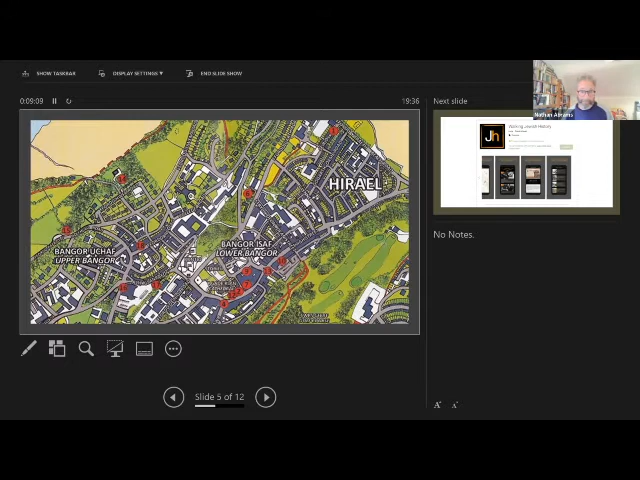 SHOW TASKBAR
DISPLAY SETTINGS ▾
END SLIDE SHOW
Nathan Abrams
0:09:09
19:36
Next slide
Walking Jewish History
Jh
HIRAEL
BANGOR UCHAF
UPPER BANGOR
BANGOR ISAF
LOWER BANGOR
No Notes.
Slide 5 of 12
A
A